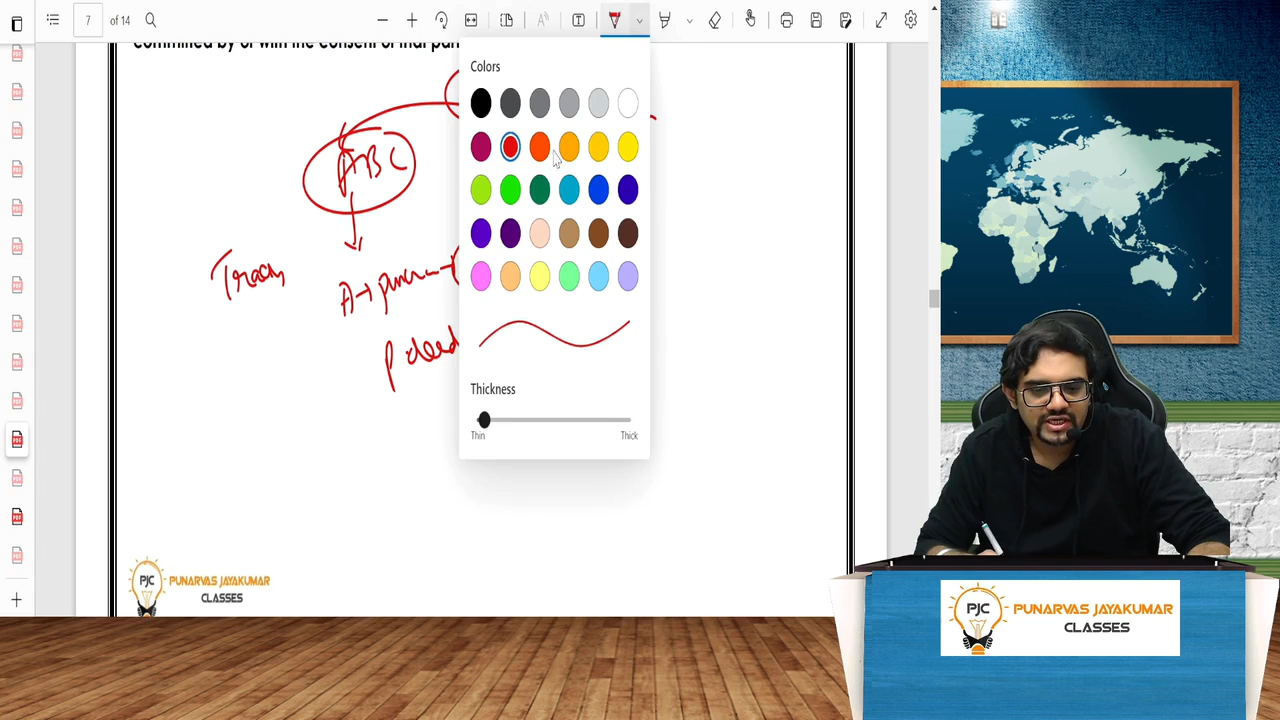 7 of 14
committed by or with the consent of that par
Colors
ABC
Thickness
Thin Thick
PJC PUNARVAS JAYAKUMAR
CLASSES
PJC PUNARVAS JAYAKUMAR
CLASSES